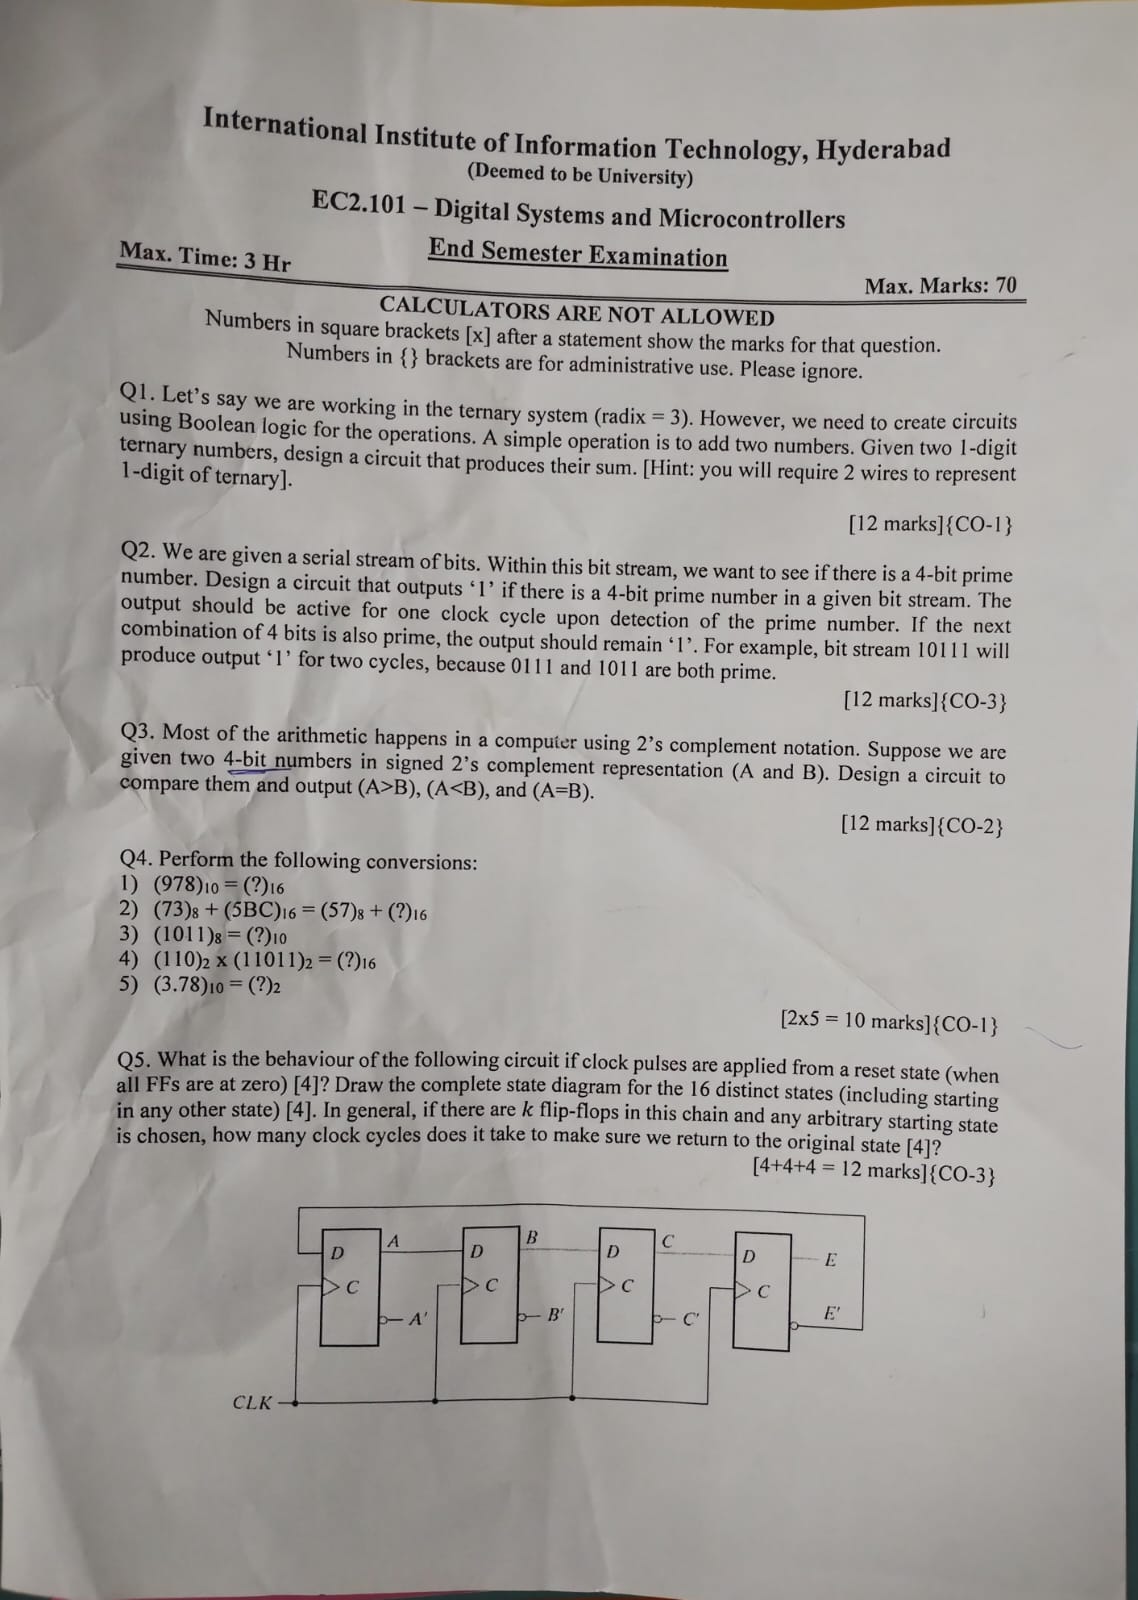 International Institute of Information Technology, Hyderabad
(Deemed to be University)
EC2.101 – Digital Systems and Microcontrollers
End Semester Examination
Max. Time: 3 Hr
Max. Marks: 70
CALCULATORS ARE NOT ALLOWED
Numbers in square brackets [x] after a statement show the marks for that question.
Numbers in {} brackets are for administrative use. Please ignore.
Q1. Let's say we are working in the ternary system (radix = 3). However, we need to create circuits
using Boolean logic for the operations. A simple operation is to add two numbers. Given two 1-digit
ternary numbers, design a circuit that produces their sum. [Hint: you will require 2 wires to represent
1-digit of ternary].
[12 marks]{CO-1}
Q2. We are given a serial stream of bits. Within this bit stream, we want to see if there is a 4-bit prime
number. Design a circuit that outputs '1' if there is a 4-bit prime number in a given bit stream. The
output should be active for one clock cycle upon detection of the prime number. If the next
combination of 4 bits is also prime, the output should remain '1'. For example, bit stream 10111 will
produce output '1' for two cycles, because 0111 and 1011 are both prime.
[12 marks]{CO-3}
Q3. Most of the arithmetic happens in a computer using 2's complement notation. Suppose we are
given two 4-bit numbers in signed 2's complement representation (A and B). Design a circuit to
compare them and output (A>B), (A<B), and (A=B).
[12 marks]{CO-2}
Q4. Perform the following conversions:
1) (978)10 = (?)16
2) (73)8 + (5BC)16 = (57)8 + (?)16
3) (1011)8 = (?)10
4) (110)2 x (11011)2 = (?)16
5) (3.78)10 = (?)2
[2x5 = 10 marks]{CO-1}
Q5. What is the behaviour of the following circuit if clock pulses are applied from a reset state (when
all FFs are at zero) [4]? Draw the complete state diagram for the 16 distinct states (including starting
in any other state) [4]. In general, if there are k flip-flops in this chain and any arbitrary starting state
is chosen, how many clock cycles does it take to make sure we return to the original state [4]?
[4+4+4 = 12 marks]{CO-3}
D A D B D C D E
C C C C
A' B' C' E'
CLK